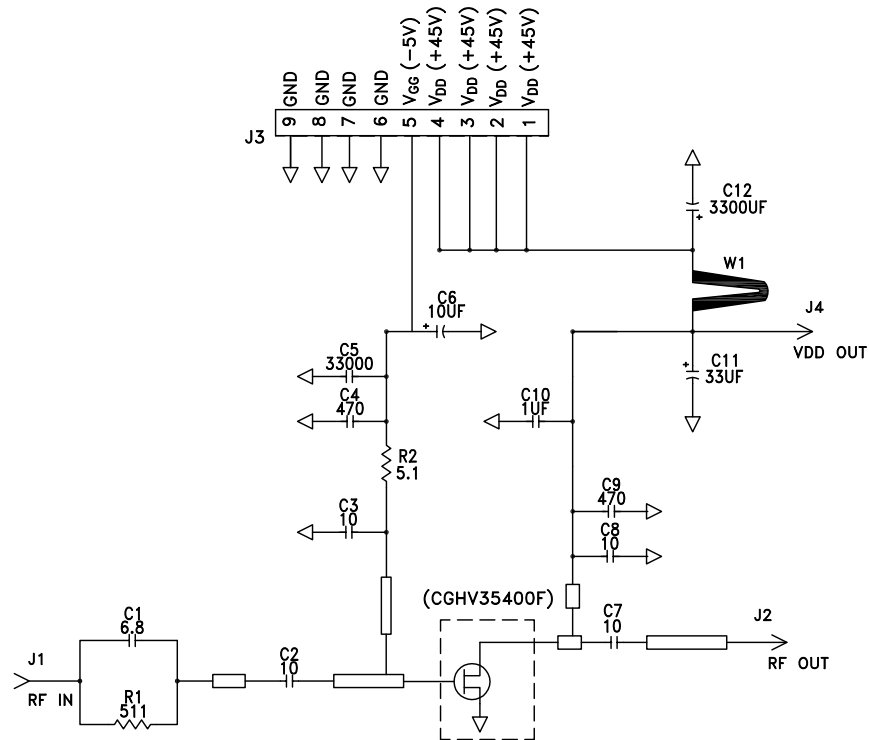 GND
GND
GND
GND
VGG (-5V)
VDD (+45V)
VDD (+45V)
VDD (+45V)
VDD (+45V)
9 8 7 6 5 4 3 2 1
J3
C12
3300UF
+
W1
C6
10UF
+
J4
VDD OUT
C5
33000
C11
33UF
+
C4
470
C10
1UF
R2
5.1
C9
470
C3
10
C8
10
(CGHV35400F)
C1
6.8
C7
10
J2
RF OUT
J1
RF IN
C2
10
R1
511